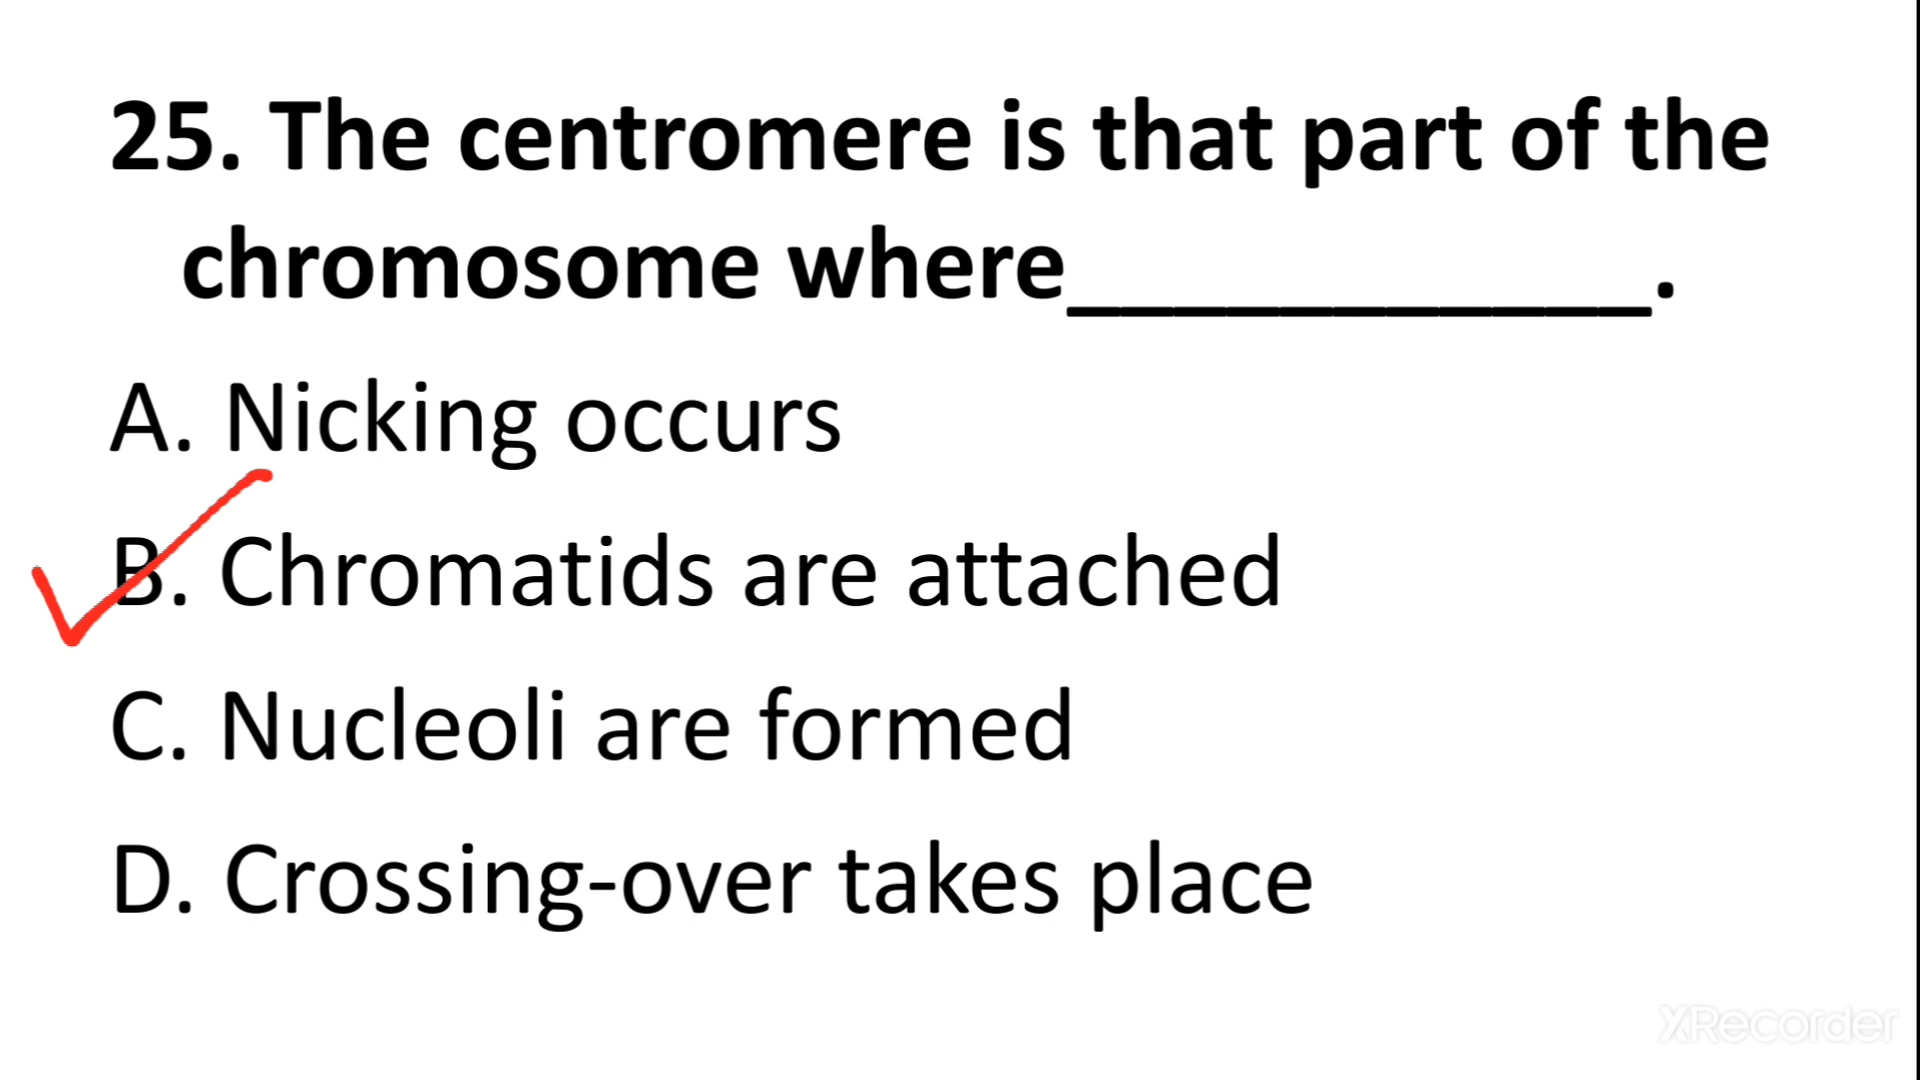 25. The centromere is that part of the
chromosome where___________.
A. Nicking occurs
B. Chromatids are attached
C. Nucleoli are formed
D. Crossing-over takes place
XRecorder